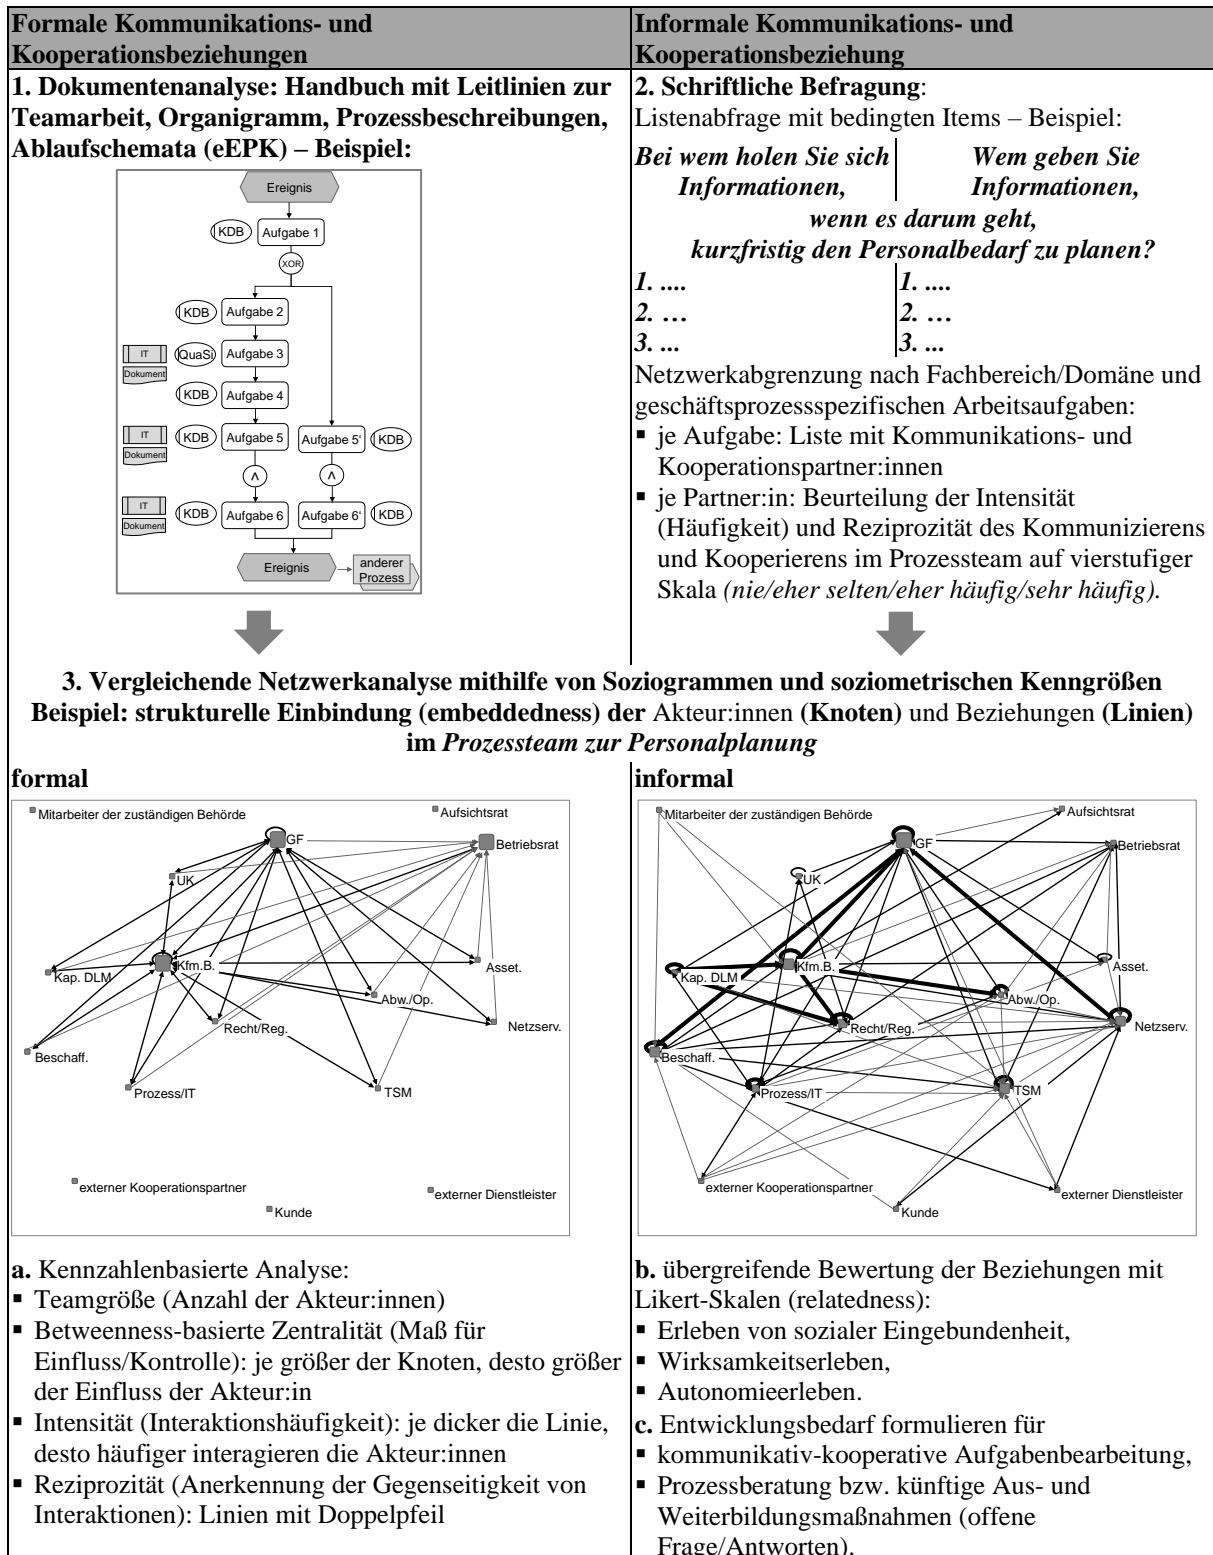 Formale Kommunikations- und
Kooperationsbeziehungen
Informale Kommunikations- und
Kooperationsbeziehung
1. Dokumentenanalyse: Handbuch mit Leitlinien zur
Teamarbeit, Organigramm, Prozessbeschreibungen,
Ablaufschemata (eEPK) – Beispiel:
Ereignis
KDB
Aufgabe 1
XOR
KDB
Aufgabe 2
IT
QuaSi
Aufgabe 3
Dokument
KDB
Aufgabe 4
IT
KDB
Aufgabe 5
Aufgabe 5‘
KDB
Dokument
Λ
Λ
IT
KDB
Aufgabe 6
Aufgabe 6‘
KDB
Dokument
Ereignis
anderer
Prozess
2. Schriftliche Befragung:
Listenabfrage mit bedingten Items – Beispiel:
Bei wem holen Sie sich
Informationen,
Wem geben Sie
Informationen,
wenn es darum geht,
kurzfristig den Personalbedarf zu planen?
1. ....
1. ....
2. …
2. …
3. ...
3. ...
Netzwerkabgrenzung nach Fachbereich/Domäne und
geschäftsprozessspezifischen Arbeitsaufgaben:
▪ je Aufgabe: Liste mit Kommunikations- und
Kooperationspartner:innen
▪ je Partner:in: Beurteilung der Intensität
(Häufigkeit) und Reziprozität des Kommunizierens
und Kooperierens im Prozessteam auf vierstufiger
Skala (nie/eher selten/eher häufig/sehr häufig).
3. Vergleichende Netzwerkanalyse mithilfe von Soziogrammen und soziometrischen Kenngrößen
Beispiel: strukturelle Einbindung (embeddedness) der Akteur:innen (Knoten) und Beziehungen (Linien)
im Prozessteam zur Personalplanung
formal
Mitarbeiter der zuständigen Behörde
Aufsichtsrat
GF
Betriebsrat
UK
Kap. DLM
Kfm.B.
Asset.
Abw./Op.
Recht/Reg.
Netzserv.
Beschaff.
Prozess/IT
TSM
externer Kooperationspartner
externer Dienstleister
Kunde
informal
Mitarbeiter der zuständigen Behörde
Aufsichtsrat
GF
Betriebsrat
UK
Kap. DLM
Kfm.B.
Asset.
Abw./Op.
Recht/Reg.
Netzserv.
Beschaff.
Prozess/IT
TSM
externer Kooperationspartner
externer Dienstleister
Kunde
a. Kennzahlenbasierte Analyse:
▪ Teamgröße (Anzahl der Akteur:innen)
▪ Betweenness-basierte Zentralität (Maß für
Einfluss/Kontrolle): je größer der Knoten, desto größer
der Einfluss der Akteur:in
▪ Intensität (Interaktionshäufigkeit): je dicker die Linie,
desto häufiger interagieren die Akteur:innen
▪ Reziprozität (Anerkennung der Gegenseitigkeit von
Interaktionen): Linien mit Doppelpfeil
b. übergreifende Bewertung der Beziehungen mit
Likert-Skalen (relatedness):
▪ Erleben von sozialer Eingebundenheit,
▪ Wirksamkeitserleben,
▪ Autonomieerleben.
c. Entwicklungsbedarf formulieren für
▪ kommunikativ-kooperative Aufgabenbearbeitung,
▪ Prozessberatung bzw. künftige Aus- und
Weiterbildungsmaßnahmen (offene
Frage/Antworten).